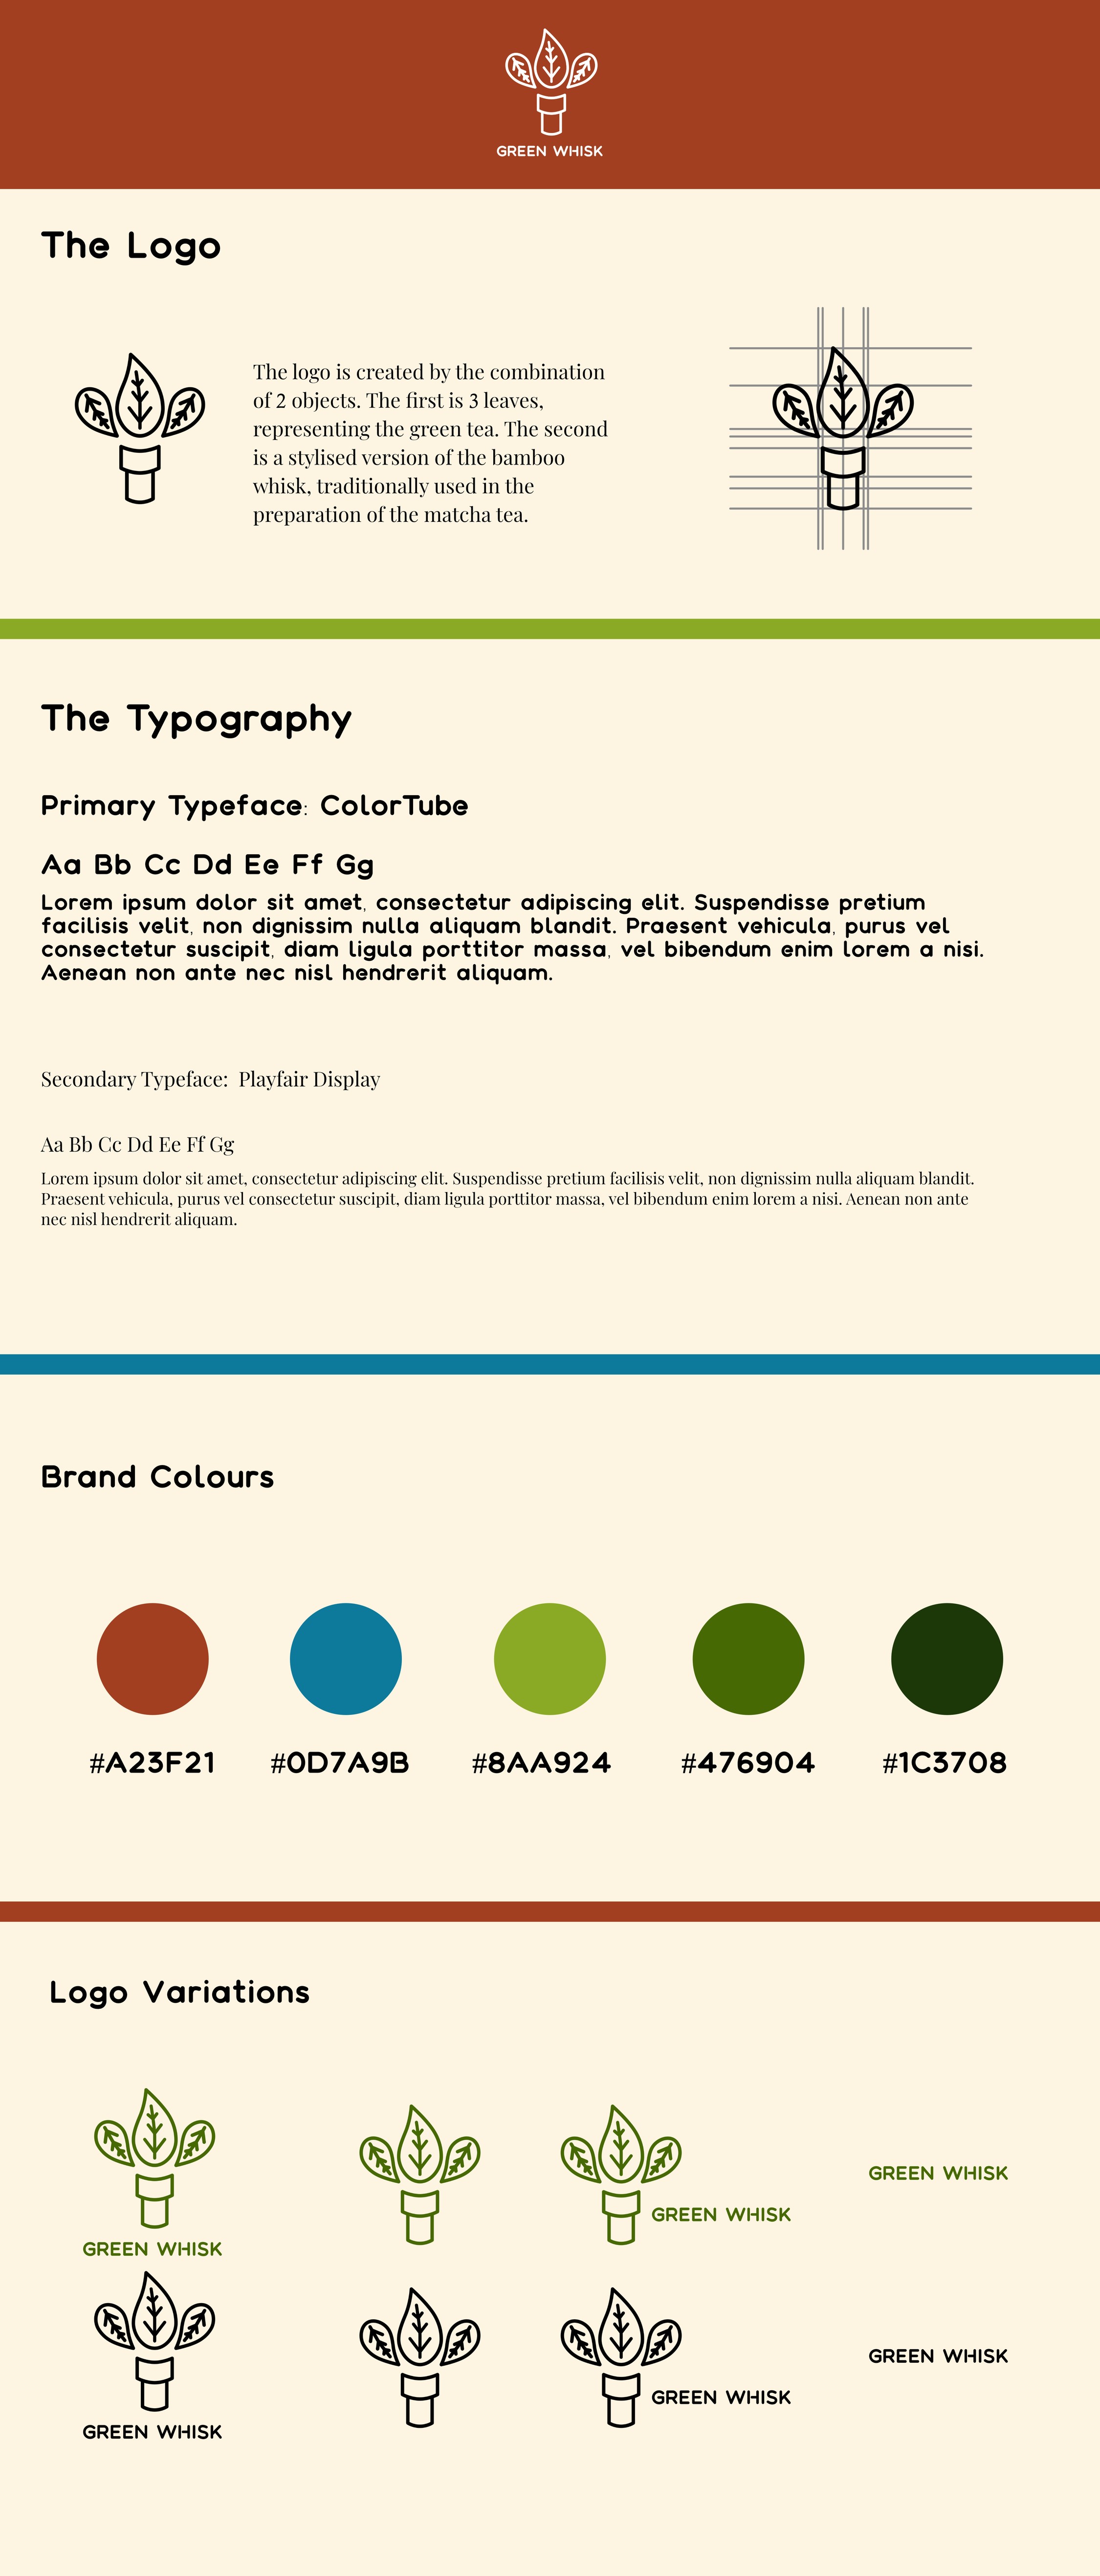 GREEN WHISK
The Logo
The logo is created by the combination
of 2 objects. The first is 3 leaves,
representing the green tea. The second
is a stylised version of the bamboo
whisk, traditionally used in the
preparation of the matcha tea.
The Typography
Primary Typeface: ColorTube
Aa Bb Cc Dd Ee Ff Gg
Lorem ipsum dolor sit amet, consectetur adipiscing elit. Suspendisse pretium
facilisis velit, non dignissim nulla aliquam blandit. Praesent vehicula, purus vel
consectetur suscipit, diam ligula porttitor massa, vel bibendum enim lorem a nisi.
Aenean non ante nec nisl hendrerit aliquam.
Secondary Typeface: Playfair Display
Aa Bb Cc Dd Ee Ff Gg
Lorem ipsum dolor sit amet, consectetur adipiscing elit. Suspendisse pretium facilisis velit, non dignissim nulla aliquam blandit.
Praesent vehicula, purus vel consectetur suscipit, diam ligula porttitor massa, vel bibendum enim lorem a nisi. Aenean non ante
nec nisl hendrerit aliquam.
Brand Colours
#A23F21 #0D7A9B #8AA924 #476904 #1C3708
Logo Variations
GREEN WHISK
GREEN WHISK
GREEN WHISK
GREEN WHISK
GREEN WHISK
GREEN WHISK